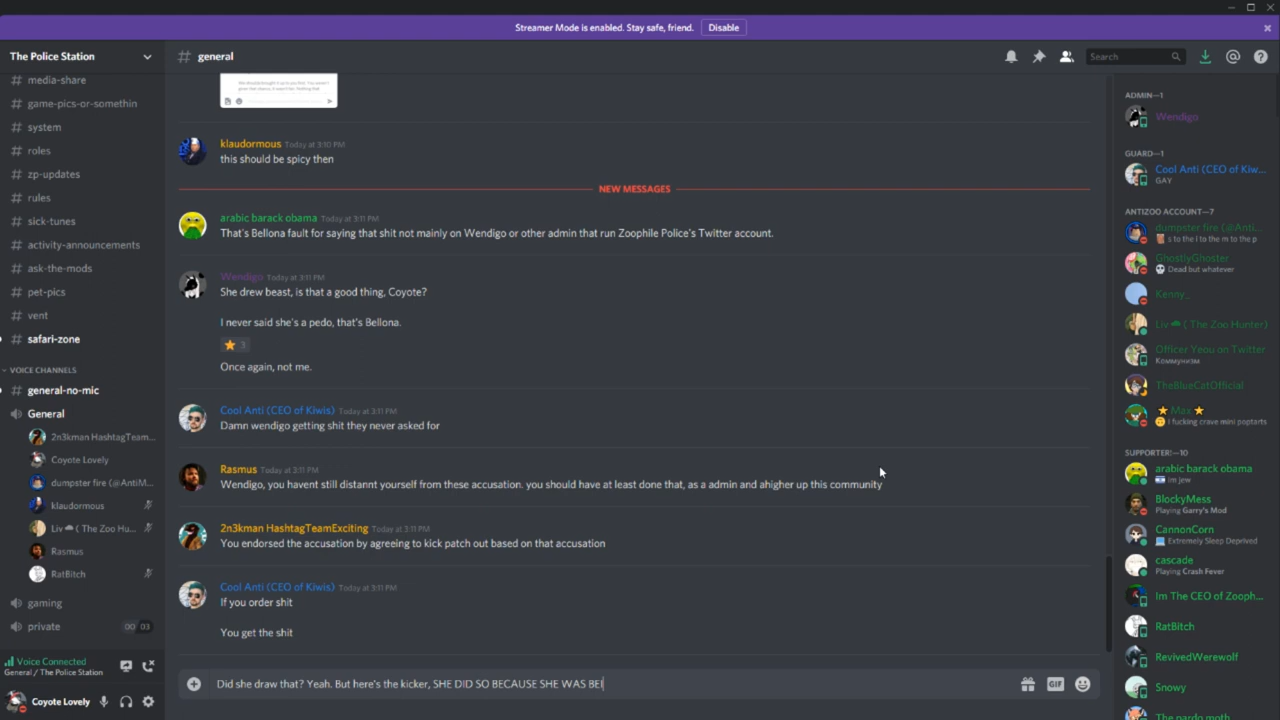 Streamer Mode is enabled. Stay safe, friend. Disable
The Police Station
# general
Search
# media-share
# game-pics-or-somethin
# system
# roles
# zp-updates
# rules
# sick-tunes
# activity-announcements
# ask-the-mods
# pet-pics
# vent
# safari-zone
VOICE CHANNELS
# general-no-mic
General
2n3kman HashtagTeam...
Coyote Lovely
dumpster fire (@AntiM...
klaudormous
Liv ( The Zoo Hu...
Rasmus
RatBitch
gaming
private 00 03
Voice Connected
General / The Police Station
Coyote Lovely
klaudormous Today at 3:10 PM
this should be spicy then
NEW MESSAGES
arabic barack obama Today at 3:11 PM
That's Bellona fault for saying that shit not mainly on Wendigo or other admin that run Zoophile Police's Twitter account.
Wendigo Today at 3:11 PM
She drew beast, is that a good thing, Coyote?
I never said she's a pedo, that's Bellona.
3
Once again, not me.
Cool Anti (CEO of Kiwis) Today at 3:11 PM
Damn wendigo getting shit they never asked for
Rasmus Today at 3:11 PM
Wendigo, you havent still distannt yourself from these accusation. you should have at least done that, as a admin and ahigher up this community
2n3kman HashtagTeamExciting Today at 3:11 PM
You endorsed the accusation by agreeing to kick patch out based on that accusation
Cool Anti (CEO of Kiwis) Today at 3:11 PM
If you order shit
You get the shit
Did she draw that? Yeah. But here's the kicker, SHE DID SO BECAUSE SHE WAS BEI
GIF
ADMIN—1
Wendigo
GUARD—1
Cool Anti (CEO of Kiw...
GAY
ANTIZOO ACCOUNT—7
dumpster fire (@Anti...
s to the l to the m to the p
GhostlyGhoster
Dead but whatever
Kenny_
Liv ( The Zoo Hunter)
Officer Yeou on Twitter
Коммунизм
TheBlueCatOfficial
Max
I fucking crave mini poptarts
SUPPORTER!—10
arabic barack obama
im jew
BlockyMess
Playing Garry's Mod
CannonCorn
Extremely Sleep Deprived
cascade
Playing Crash Fever
Im The CEO of Zooph...
RatBitch
RevivedWerewolf
Snowy
The pardo moth